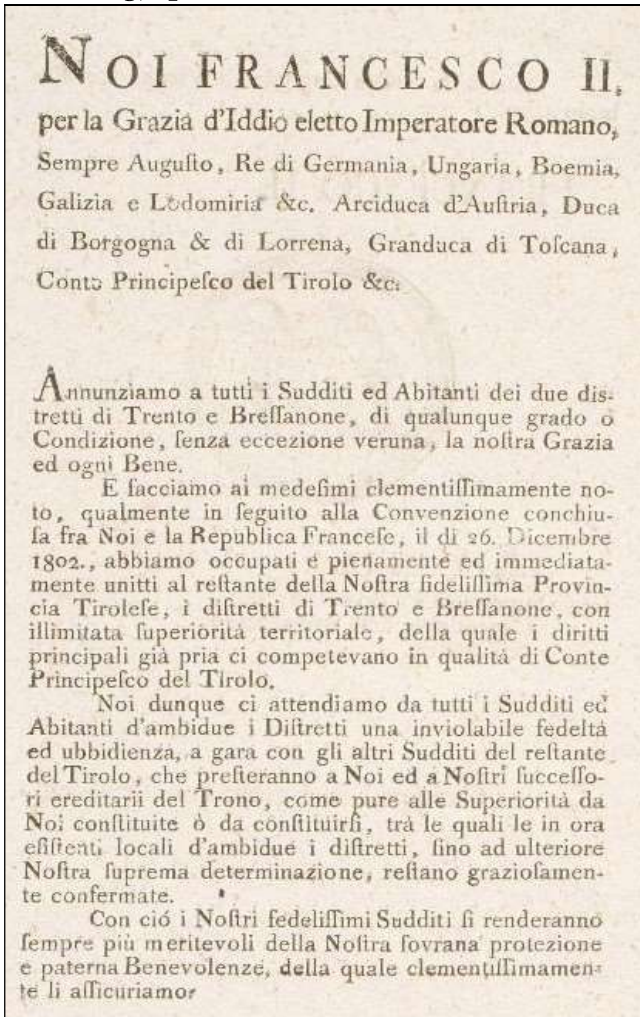 NOI FRANCESCO II,
per la Grazia d'Iddio eletto Imperatore Romano,
Sempre Auguſto, Re di Germania, Ungaria, Boemia,
Galizia e Lodomiria &c. Arciduca d'Auſtria, Duca
di Borgogna & di Lorrena, Granduca di Toſcana,
Conto Principeſco del Tirolo &c:
Annunziamo a tutti i Sudditi ed Abitanti dei due dis-
tretti di Trento e Breſſanone, di qualunque grado o
Condizione, ſenza eccezione veruna, la noſtra Grazia
ed ogni Bene.
E facciamo ai medeſimi clementiſſimamente no-
to, qualmente in ſeguito alla Convenzione conchiu-
ſa fra Noi e la Republica Franceſe, il di 26. Dicembre
1802., abbiamo occupati e pienamente ed immediata-
mente unitti al reſtante della Noſtra fideliſſima Provin-
cia Tiroleſe, i diſtretti di Trento e Breſſanone, con
illimitata ſuperiorità territoriale, della quale i diritti
principali già pria ci competevano in qualità di Conte
Principeſco del Tirolo.
Noi dunque ci attendiamo da tutti i Sudditi ed
Abitanti d'ambidue i Diſtretti una inviolabile fedeltà
ed ubbidienza, a gara con gli altri Sudditi del reſtante
del Tirolo, che preſteranno a Noi ed a Noſtri ſucceſſo-
ri ereditarii del Trono, come pure alle Superiorità da
Noi conſtituite ò da conſtituirſi, trà le quali le in ora
eſiſtenti locali d'ambidue i diſtretti, ſino ad ulteriore
Noſtra ſuprema determinazione, reſtano grazioſamen-
te confermate.
Con ció i Noſtri fedeliſſimi Sudditi ſi renderanno
ſempre più meritevoli della Noſtra ſovrana protezione
e paterna Benevolenze, della quale clementiſſimamen-
te li aſſicuriamo